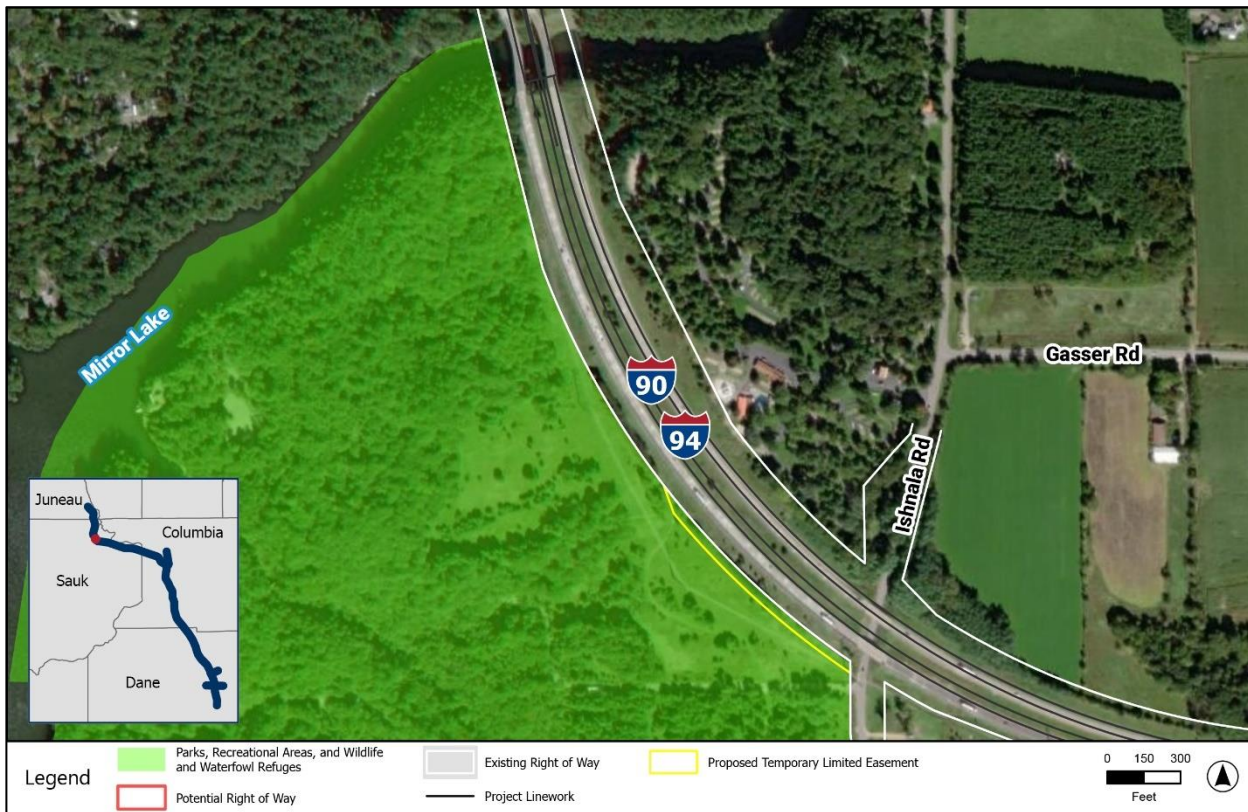 Gasser Rd
Mirror Lake
90
94
Ishnala Rd
Juneau
Columbia
Sauk
Dane
Legend
Parks, Recreational Areas, and Wildlife
and Waterfowl Refuges
Potential Right of Way
Existing Right of Way
Project Linework
Proposed Temporary Limited Easement
0 150 300
Feet